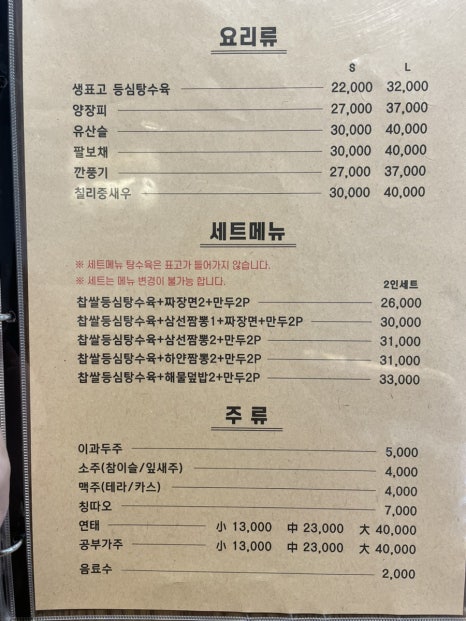 요리류
S L
생표고 등심탕수육 22,000 32,000
양장피 27,000 37,000
유산슬 30,000 40,000
팔보채 30,000 40,000
깐풍기 27,000 37,000
칠리중새우 30,000 40,000
세트메뉴
※ 세트메뉴 탕수육은 표고가 들어가지 않습니다.
※ 세트는 메뉴 변경이 불가능 합니다.
2인세트
찹쌀등심탕수육+짜장면2+만두2P 26,000
찹쌀등심탕수육+삼선짬뽕1+짜장면+만두2P 30,000
찹쌀등심탕수육+삼선짬뽕2+만두2P 31,000
찹쌀등심탕수육+하얀짬뽕2+만두2P 31,000
찹쌀등심탕수육+해물덮밥2+만두2P 33,000
주 류
이과두주 5,000
소주(참이슬/잎새주) 4,000
맥주(테라/카스) 4,000
칭따오 7,000
연태 小 13,000 中 23,000 大 40,000
공부가주 小 13,000 中 23,000 大 40,000
음료수 2,000